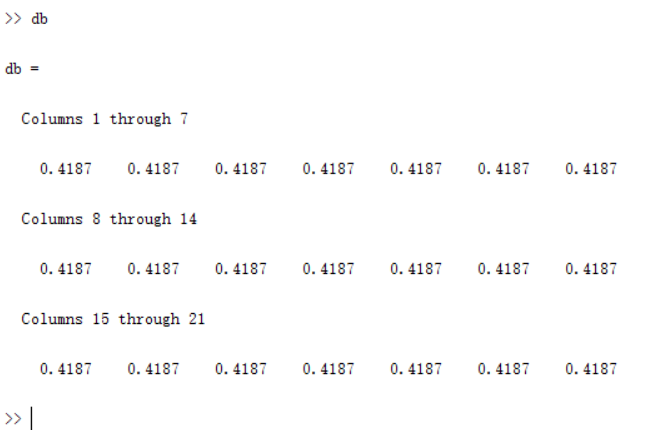 >> db
db =
Columns 1 through 7
0.4187 0.4187 0.4187 0.4187 0.4187 0.4187 0.4187
Columns 8 through 14
0.4187 0.4187 0.4187 0.4187 0.4187 0.4187 0.4187
Columns 15 through 21
0.4187 0.4187 0.4187 0.4187 0.4187 0.4187 0.4187
>>